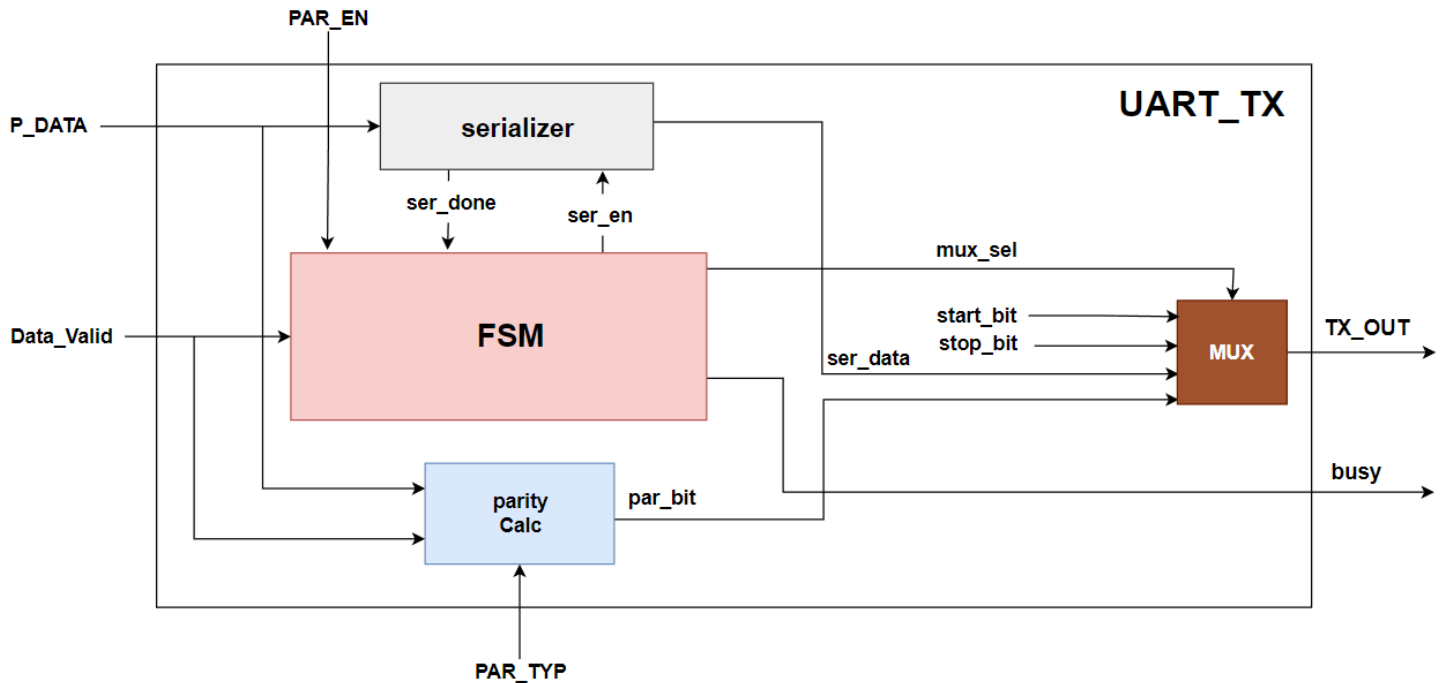 PAR_EN
UART_TX
P_DATA
serializer
ser_done
ser_en
mux_sel
Data_Valid
FSM
start_bit
stop_bit
ser_data
MUX
TX_OUT
busy
parity
Calc
par_bit
PAR_TYP